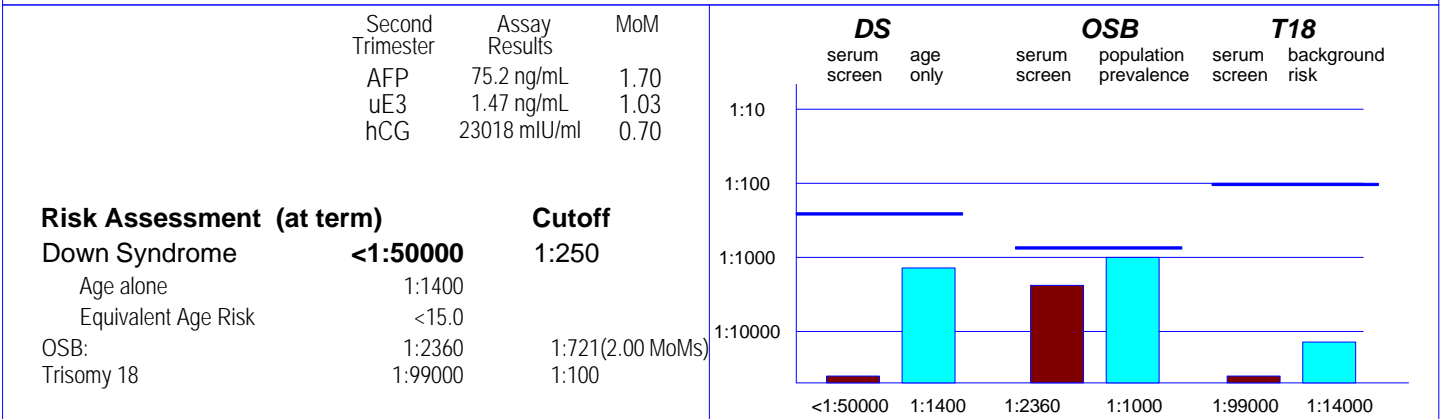 Second Trimester Assay Results MoM
AFP 75.2 ng/mL 1.70
uE3 1.47 ng/mL 1.03
hCG 23018 mIU/ml 0.70
Risk Assessment (at term) Cutoff
Down Syndrome <1:50000 1:250
Age alone 1:1400
Equivalent Age Risk <15.0
OSB: 1:2360 1:721(2.00 MoMs)
Trisomy 18 1:99000 1:100
DS OSB T18
serum screen age only serum screen population prevalence serum screen background risk
1:10
1:100
1:1000
1:10000
<1:50000 1:1400 1:2360 1:1000 1:99000 1:14000